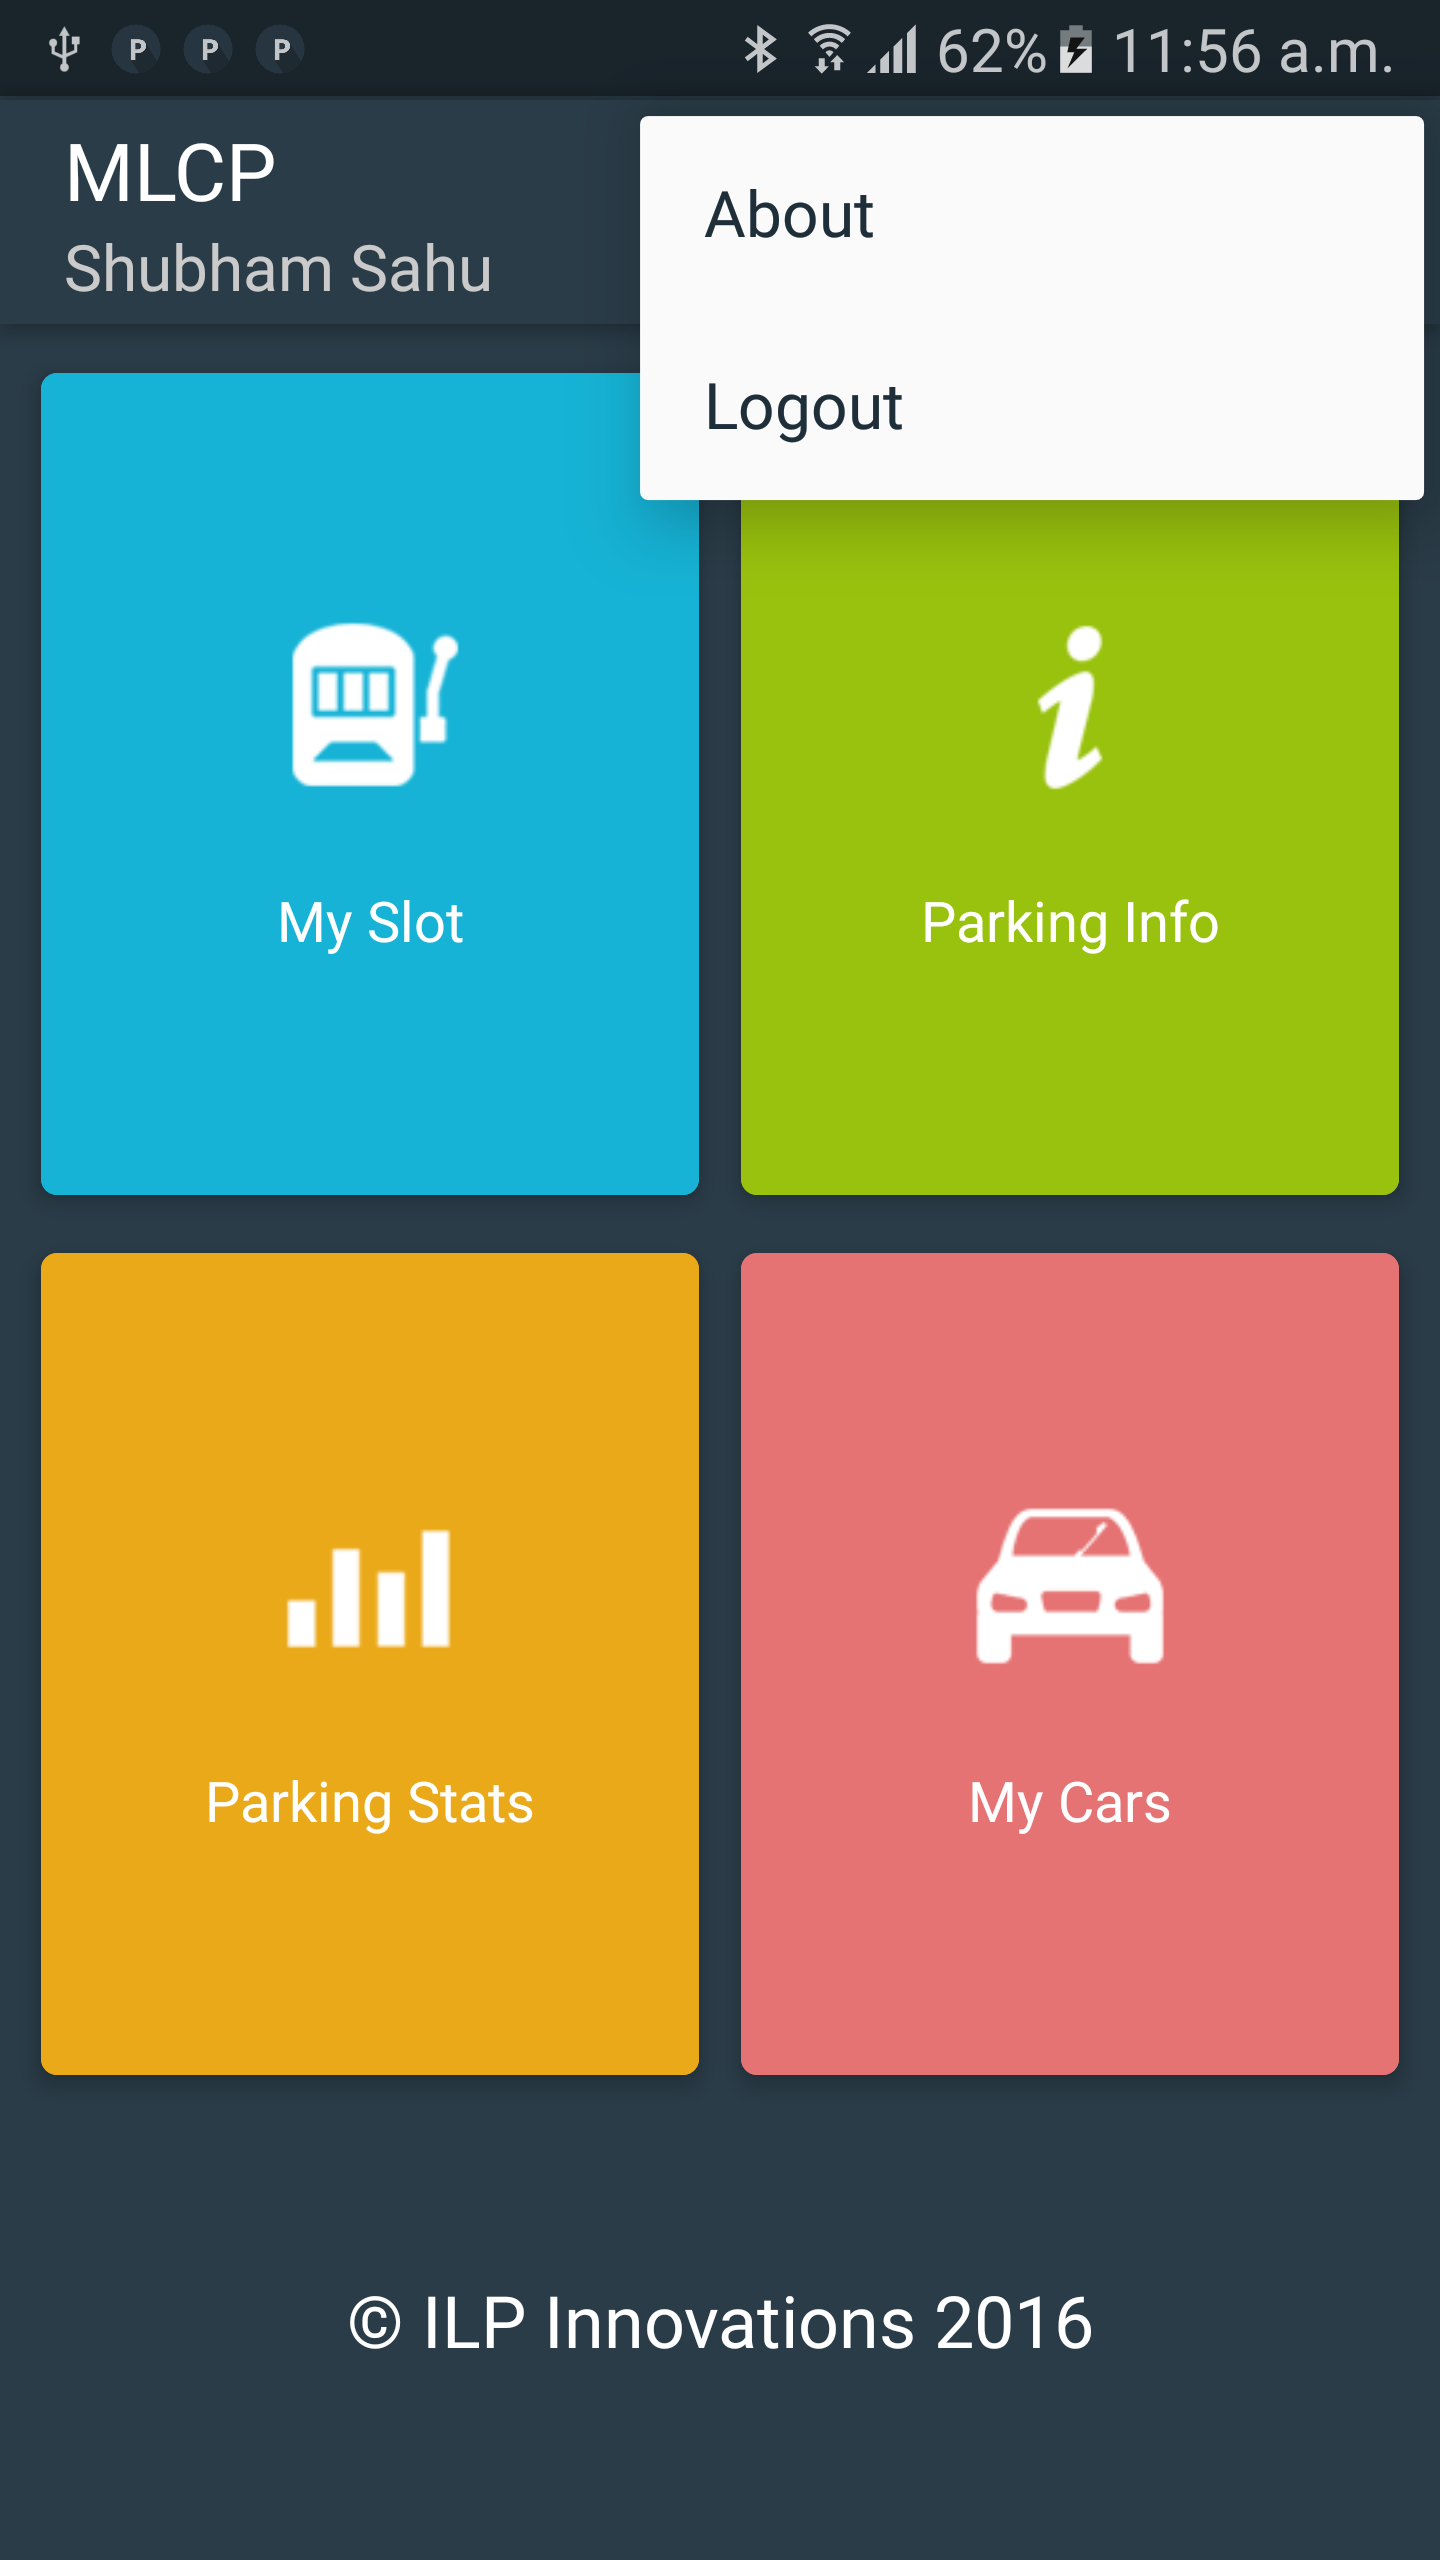 P P P 62% 11:56 a.m.
MLCP
Shubham Sahu
About
Logout
My Slot
Parking Info
Parking Stats
My Cars
© ILP Innovations 2016